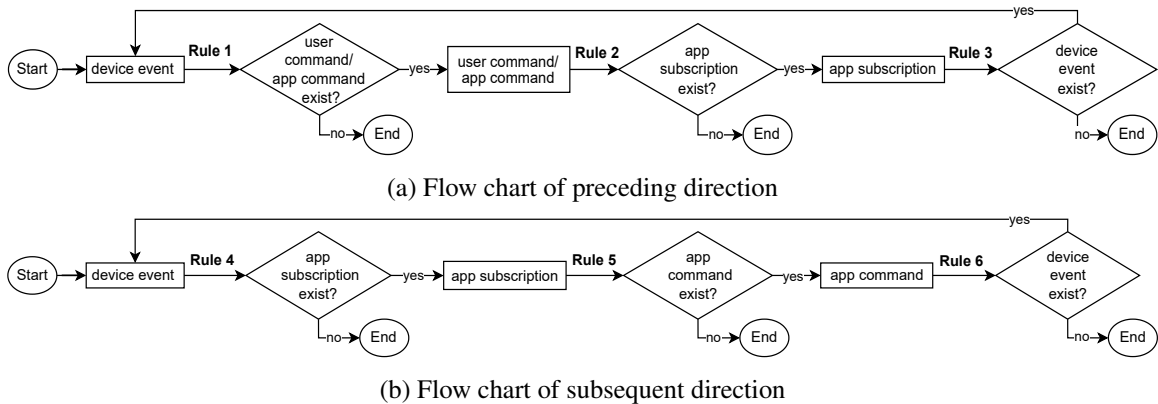 yes
Start
device event
Rule 1
user
command/
app command
exist?
yes
user command/
app command
Rule 2
app
subscription
exist?
yes
app subscription
Rule 3
device
event
exist?
no
End
no
End
no
End
(a) Flow chart of preceding direction
yes
Start
device event
Rule 4
app
subscription
exist?
yes
app subscription
Rule 5
app
command
exist?
yes
app command
Rule 6
device
event
exist?
no
End
no
End
no
End
(b) Flow chart of subsequent direction